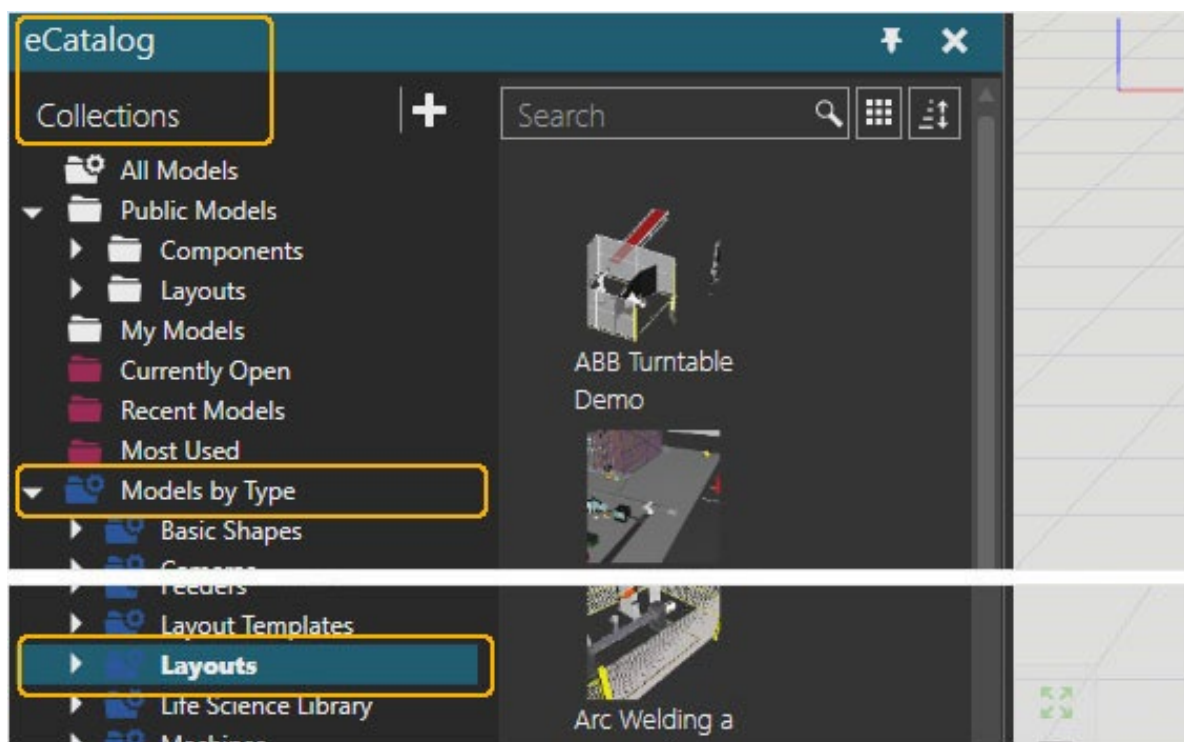 eCatalog
Collections
Search
All Models
Public Models
Components
Layouts
My Models
Currently Open
Recent Models
Most Used
Models by Type
Basic Shapes
Feeders
Layout Templates
Layouts
Life Science Library
Machines
ABB Turntable
Demo
Arc Welding a